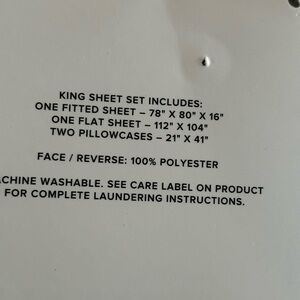 KING SHEET SET INCLUDES:
ONE FITTED SHEET – 78" X 80" X 16"
ONE FLAT SHEET – 112" X 104"
TWO PILLOWCASES – 21" X 41"
FACE / REVERSE: 100% POLYESTER
ACHINE WASHABLE. SEE CARE LABEL ON PRODUCT
FOR COMPLETE LAUNDERING INSTRUCTIONS.